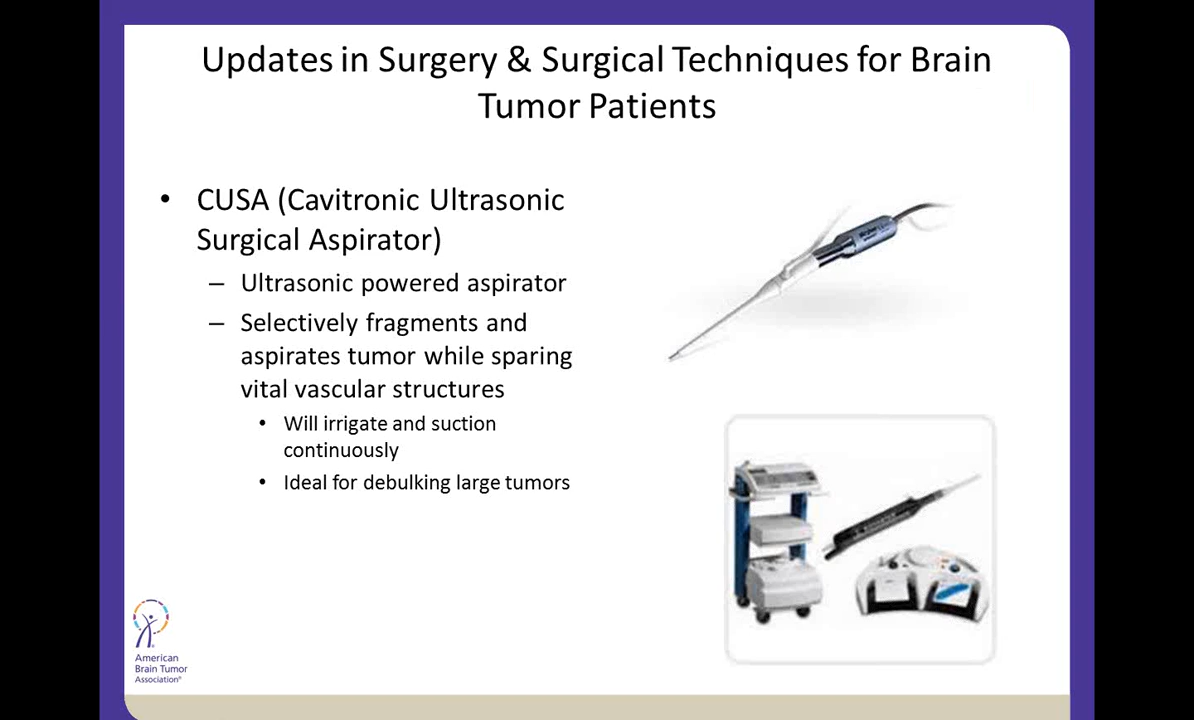 Updates in Surgery & Surgical Techniques for Brain
Tumor Patients
• CUSA (Cavitronic Ultrasonic
Surgical Aspirator)
– Ultrasonic powered aspirator
– Selectively fragments and
aspirates tumor while sparing
vital vascular structures
• Will irrigate and suction
continuously
• Ideal for debulking large tumors
American
Brain Tumor
Association®